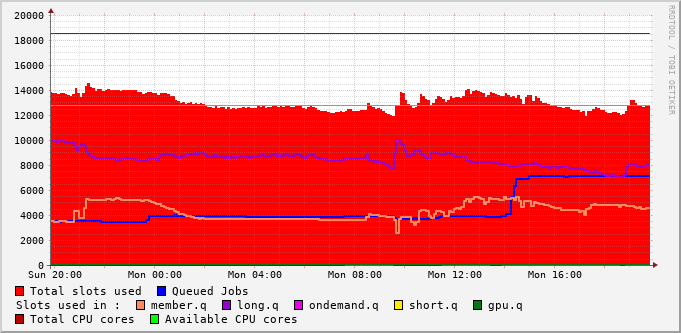 RRDTOOL / TOBI OETIKER
20000
18000
16000
14000
12000
10000
8000
6000
4000
2000
0
Sun 20:00 Mon 00:00 Mon 04:00 Mon 08:00 Mon 12:00 Mon 16:00
Total slots used Queued Jobs
Slots used in : member.q long.q ondemand.q short.q gpu.q
Total CPU cores Available CPU cores